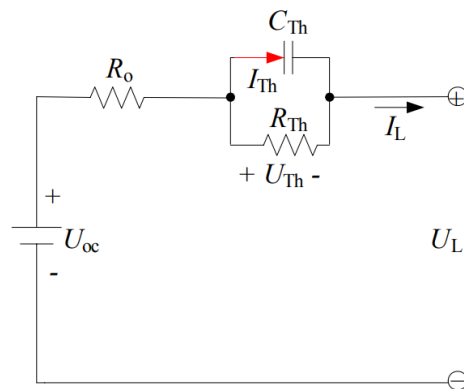 C_Th
R_o
I_Th
R_Th
I_L
+ U_Th -
+
+
U_oc
U_L
-
−